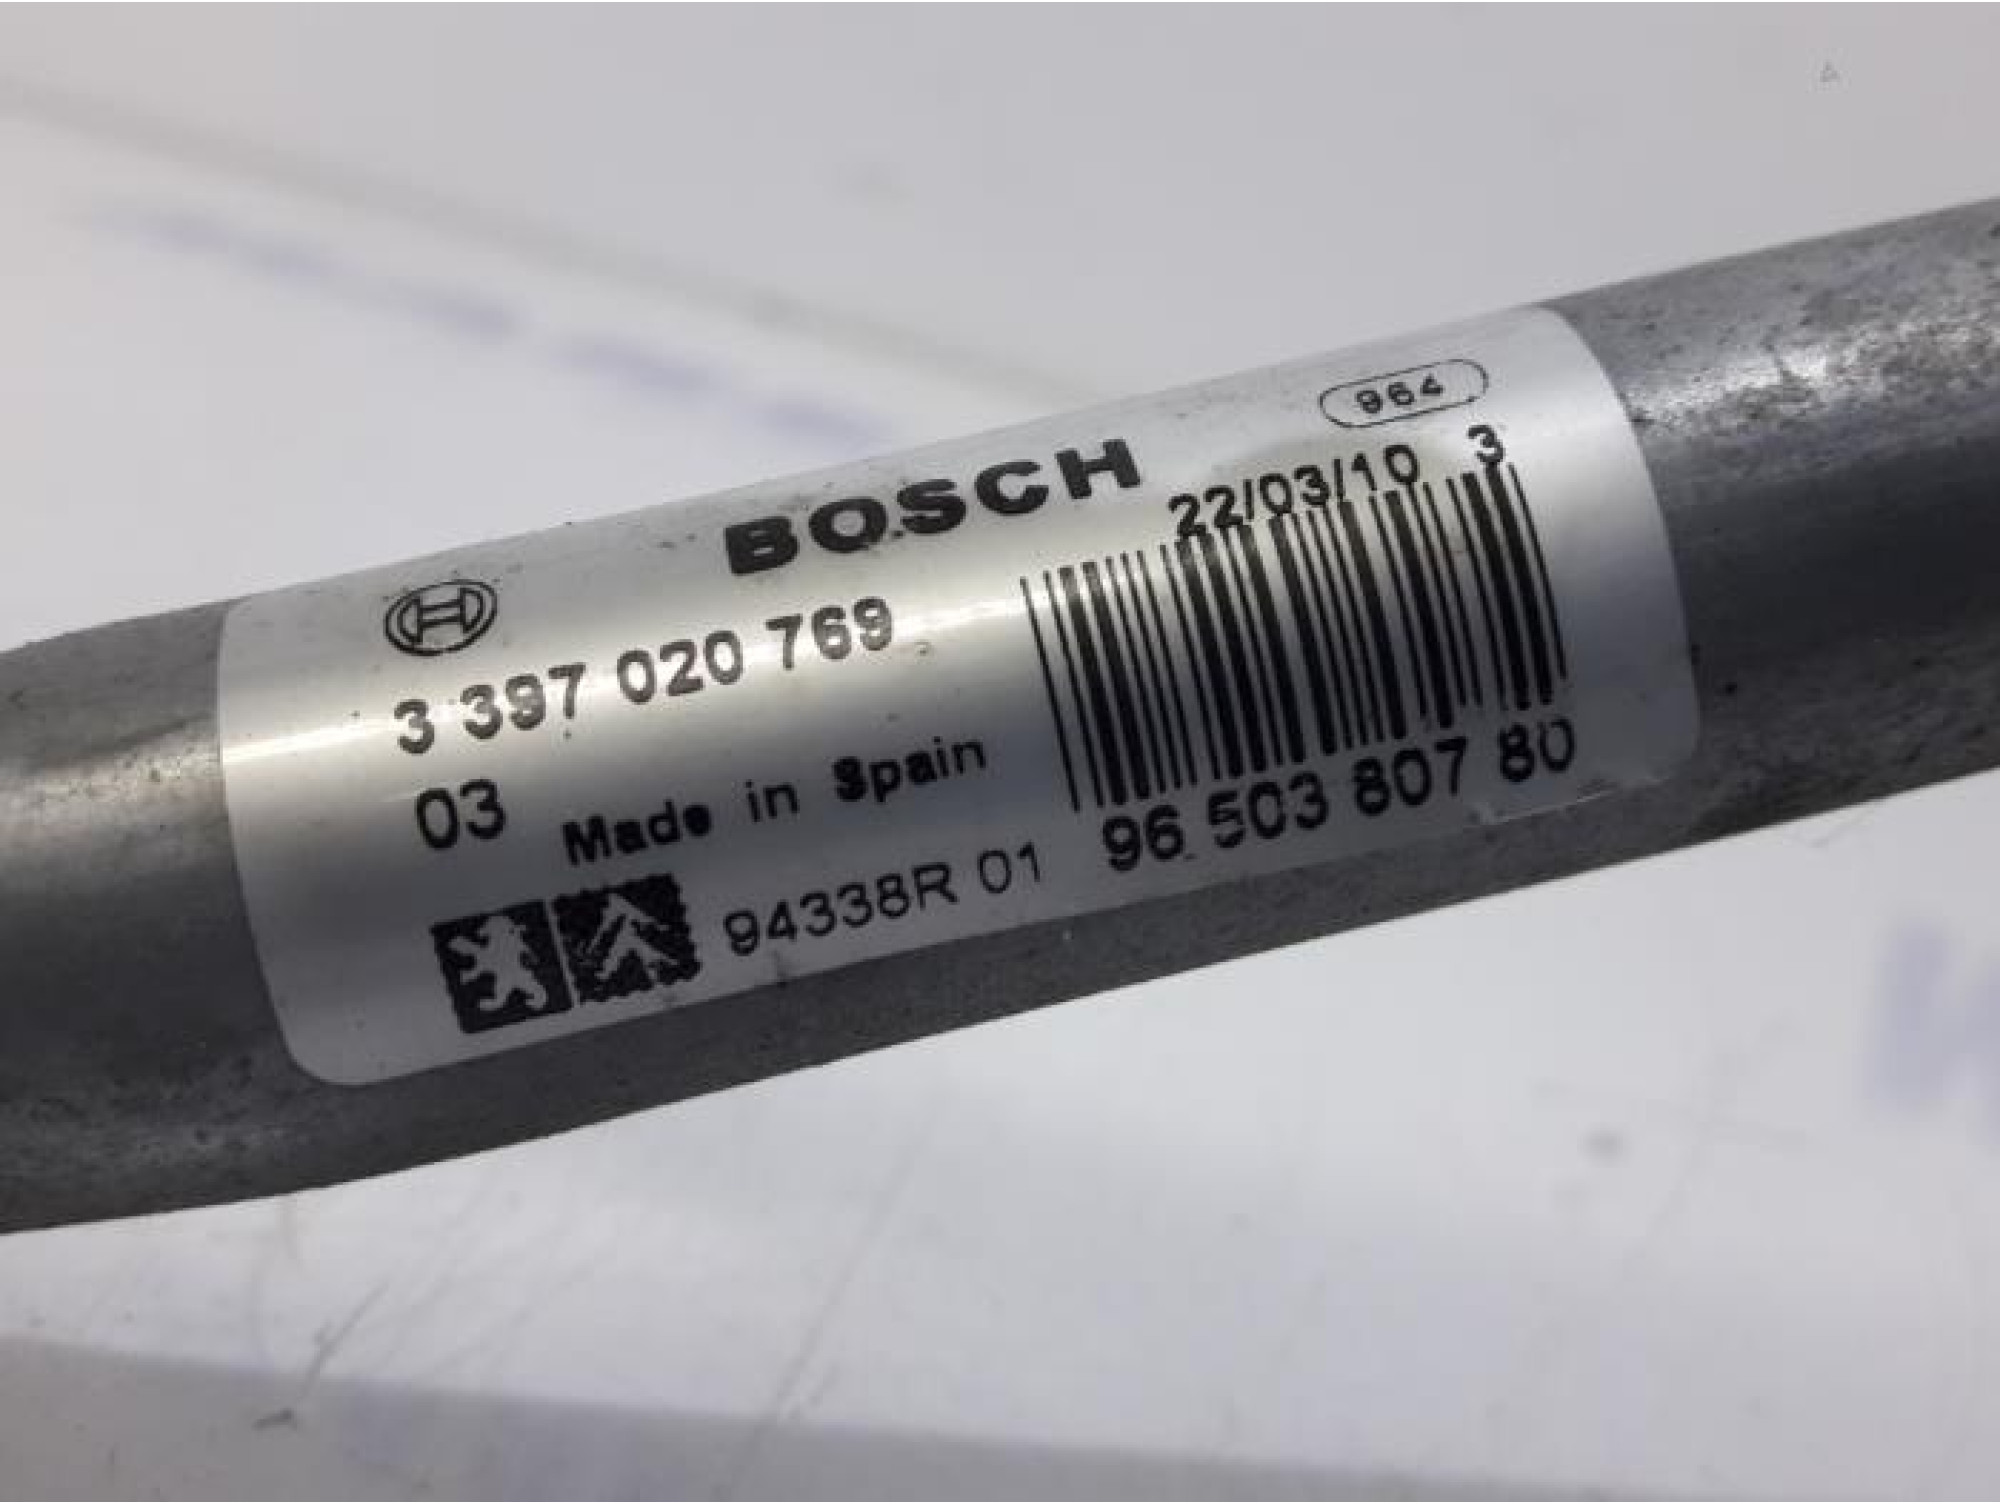 964
BOSCH
22/03/10 3
3 397 020 769
03 Made in Spain
96 503 807 80
94338R 01